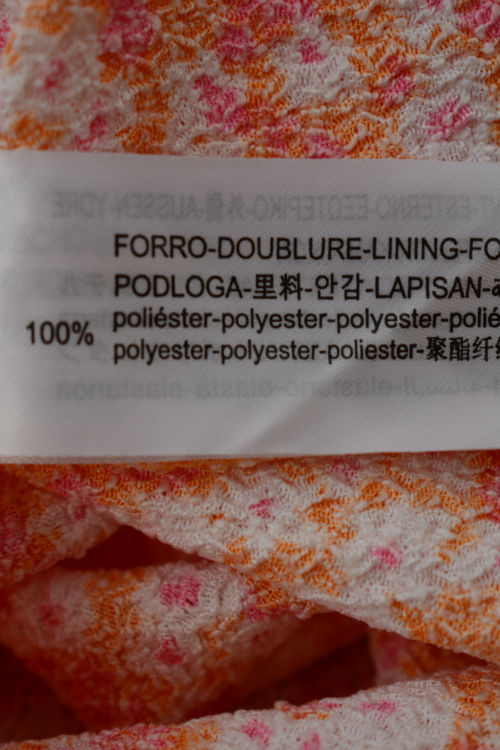 FORRO-DOUBLURE-LINING-FO
PODLOGA-里料-안감-LAPISAN-
100% poliéster-polyester-polyester-polié
polyester-polyester-poliester-聚酯纤